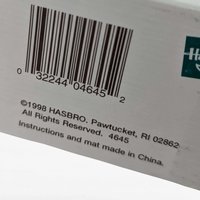 0 32244 04645 2
©1998 HASBRO. Pawtucket, RI 02862
All Rights Reserved. 4645
Instructions and mat made in China.
Ha